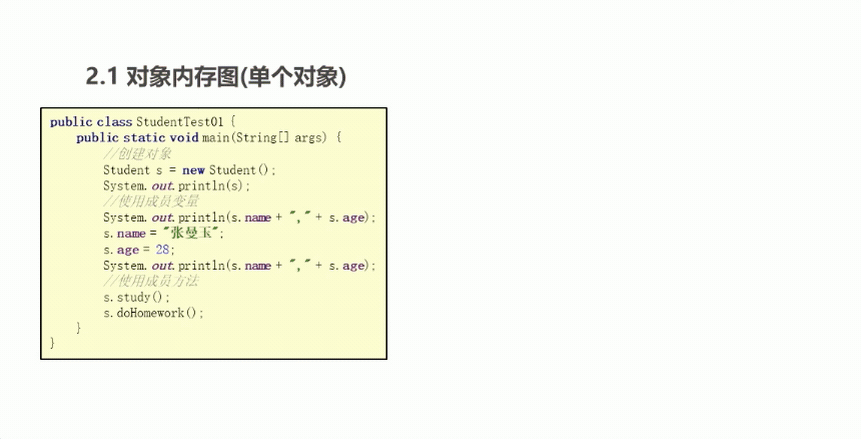 2.1 对象内存图(单个对象)
public class StudentTest01 {
public static void main(String[] args) {
//创建对象
Student s = new Student();
System.out.println(s);
//使用成员变量
System.out.println(s.name + "," + s.age);
s.name = "张曼玉";
s.age = 28;
System.out.println(s.name + "," + s.age);
//使用成员方法
s.study();
s.doHomework();
}
}